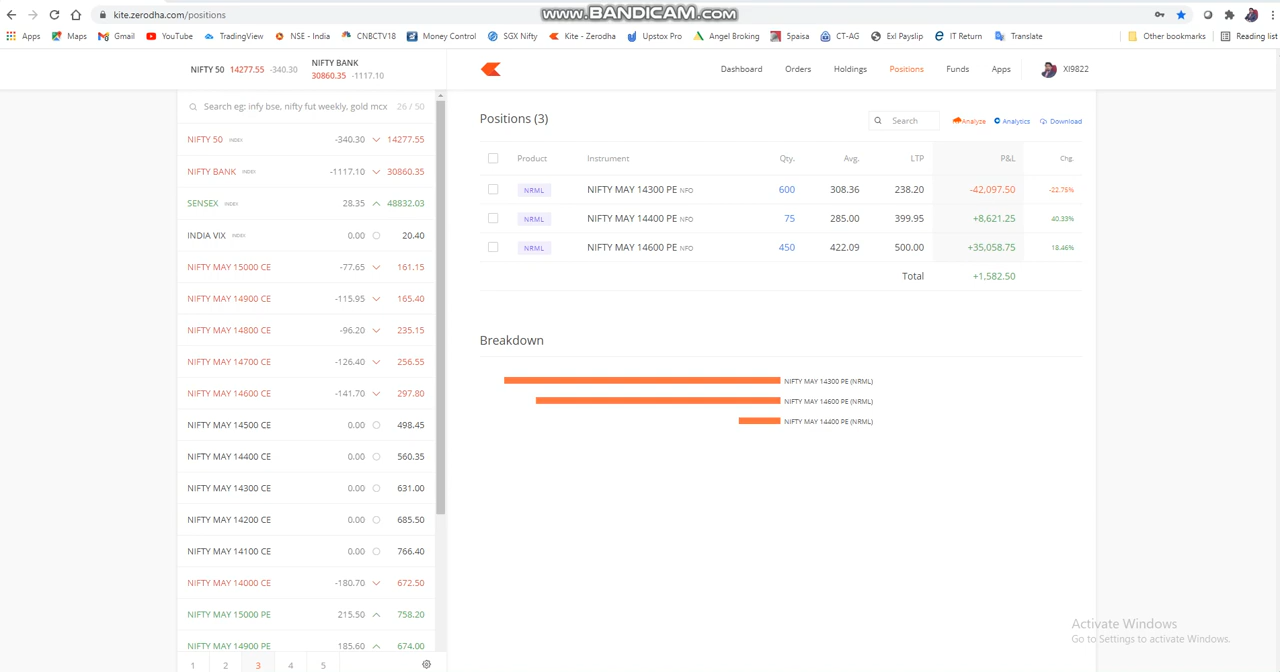 www.BANDICAM.com
kite.zerodha.com/positions
Apps Maps Gmail YouTube TradingView NSE - India CNBCTV18 Money Control SGX Nifty Kite - Zerodha Upstox Pro Angel Broking 5paisa CT-AG Exl Payslip IT Return Translate Other bookmarks Reading list
NIFTY 50 14277.55 -340.30
NIFTY BANK
30860.35 -1117.10
Dashboard Orders Holdings Positions Funds Apps XI9822
Search eg: infy bse, nifty fut weekly, gold mcx 26 / 50
NIFTY 50 INDEX -340.30 14277.55
NIFTY BANK INDEX -1117.10 30860.35
SENSEX INDEX 28.35 48832.03
INDIA VIX INDEX 0.00 20.40
NIFTY MAY 15000 CE -77.65 161.15
NIFTY MAY 14900 CE -115.95 165.40
NIFTY MAY 14800 CE -96.20 235.15
NIFTY MAY 14700 CE -126.40 256.55
NIFTY MAY 14600 CE -141.70 297.80
NIFTY MAY 14500 CE 0.00 498.45
NIFTY MAY 14400 CE 0.00 560.35
NIFTY MAY 14300 CE 0.00 631.00
NIFTY MAY 14200 CE 0.00 685.50
NIFTY MAY 14100 CE 0.00 766.40
NIFTY MAY 14000 CE -180.70 672.50
NIFTY MAY 15000 PE 215.50 758.20
NIFTY MAY 14900 PE 185.60 674.00
1 2 3 4 5
Positions (3)
Search Analyze Analytics Download
Product Instrument Qty. Avg. LTP P&L Chg.
NRML NIFTY MAY 14300 PE NFO 600 308.36 238.20 -42,097.50 -22.75%
NRML NIFTY MAY 14400 PE NFO 75 285.00 399.95 +8,621.25 40.33%
NRML NIFTY MAY 14600 PE NFO 450 422.09 500.00 +35,058.75 18.46%
Total +1,582.50
Breakdown
NIFTY MAY 14300 PE (NRML)
NIFTY MAY 14600 PE (NRML)
NIFTY MAY 14400 PE (NRML)
Activate Windows
Go to Settings to activate Windows.